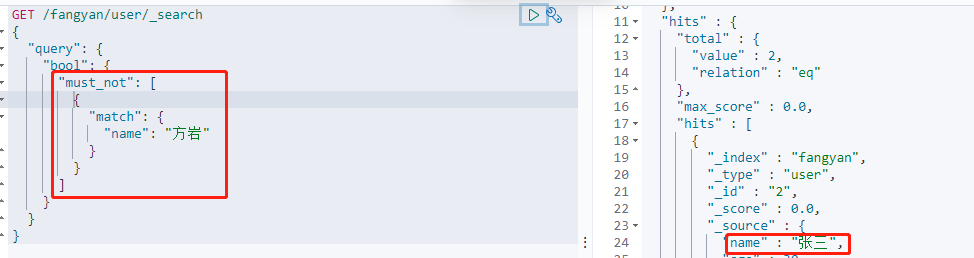 GET /fangyan/user/_search
{
"query": {
"bool": {
"must_not": [
{
"match": {
"name": "方岩"
}
}
]
}
}
}
11 "hits" : {
12 "total" : {
13 "value" : 2,
14 "relation" : "eq"
15 },
16 "max_score" : 0.0,
17 "hits" : [
18 {
19 "_index" : "fangyan",
20 "_type" : "user",
21 "_id" : "2",
22 "_score" : 0.0,
23 "_source" : {
24 "name" : "张三",